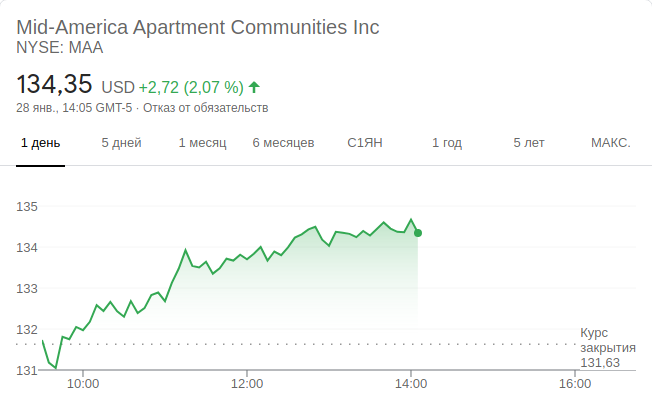 Mid-America Apartment Communities Inc
NYSE: MAA
134,35 USD +2,72 (2,07 %)
28 янв., 14:05 GMT-5 · Отказ от обязательств
1 день 5 дней 1 месяц 6 месяцев С1ЯН 1 год 5 лет МАКС.
135
134
133
132
Курс
закрытия
131,63
131
10:00 12:00 14:00 16:00